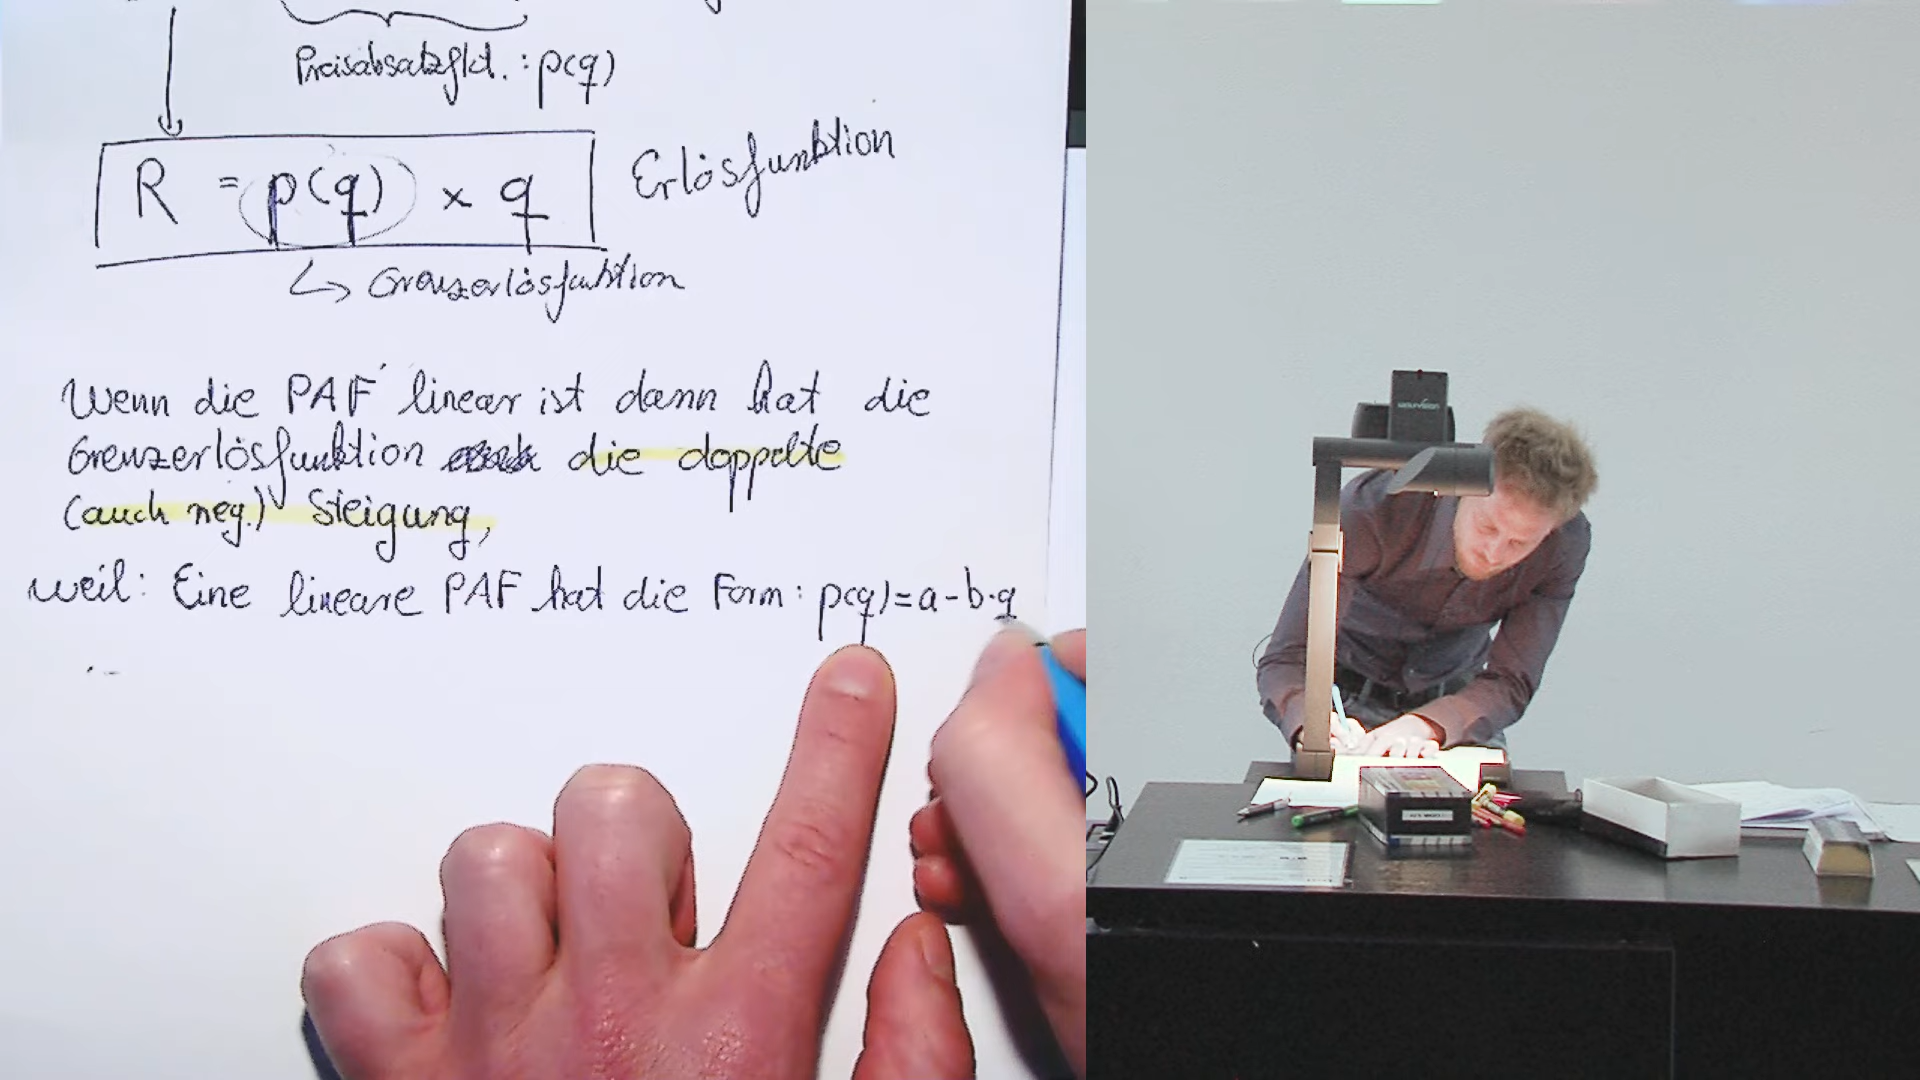 Preisabsatzfkt. : p(q)
R = p(q) × q
Erlösfunktion
↳ Grenzerlösfunktion
Wenn die PAF linear ist dann hat die
Grenzerlösfunktion die doppelte
(auch neg.) Steigung,
weil: Eine lineare PAF hat die Form: p(q)=a-b·q